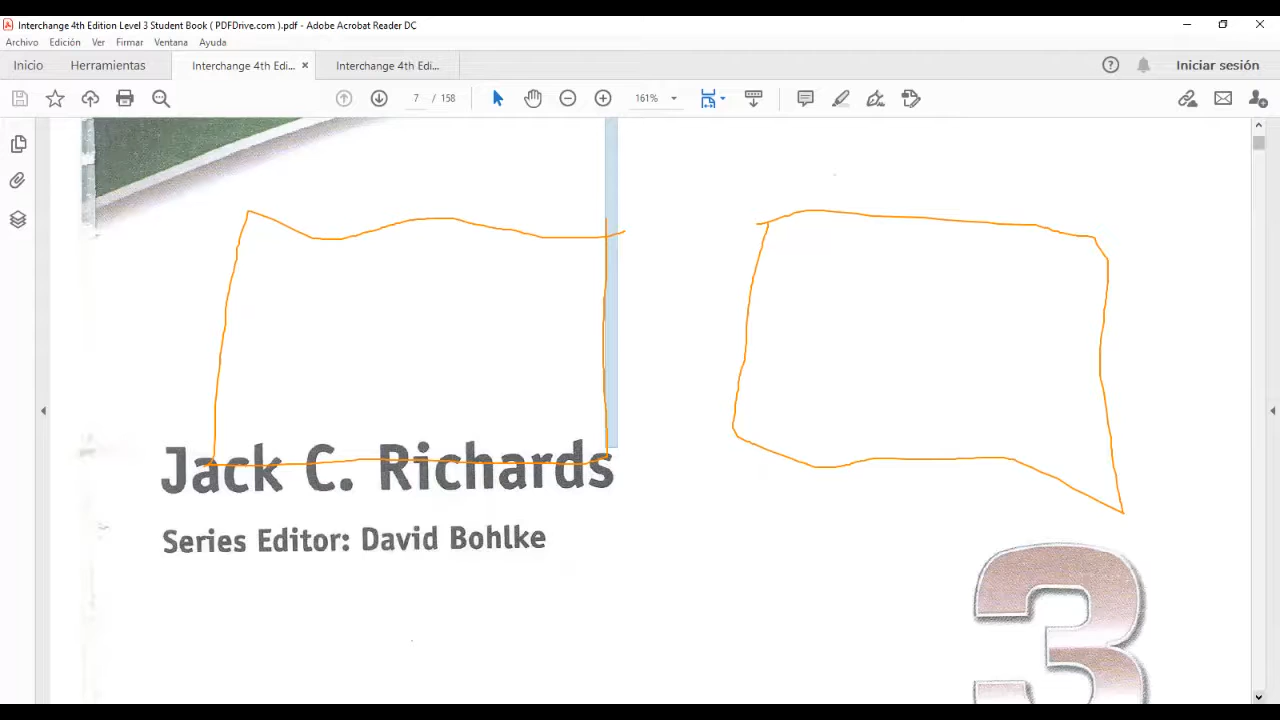 Interchange 4th Edition Level 3 Student Book ( PDFDrive.com ).pdf - Adobe Acrobat Reader DC
Archivo Edición Ver Firmar Ventana Ayuda
Inicio Herramientas Interchange 4th Edi... × Interchange 4th Edi... ? Iniciar sesión
7 / 158 161%
Jack C. Richards
Series Editor: David Bohlke
3